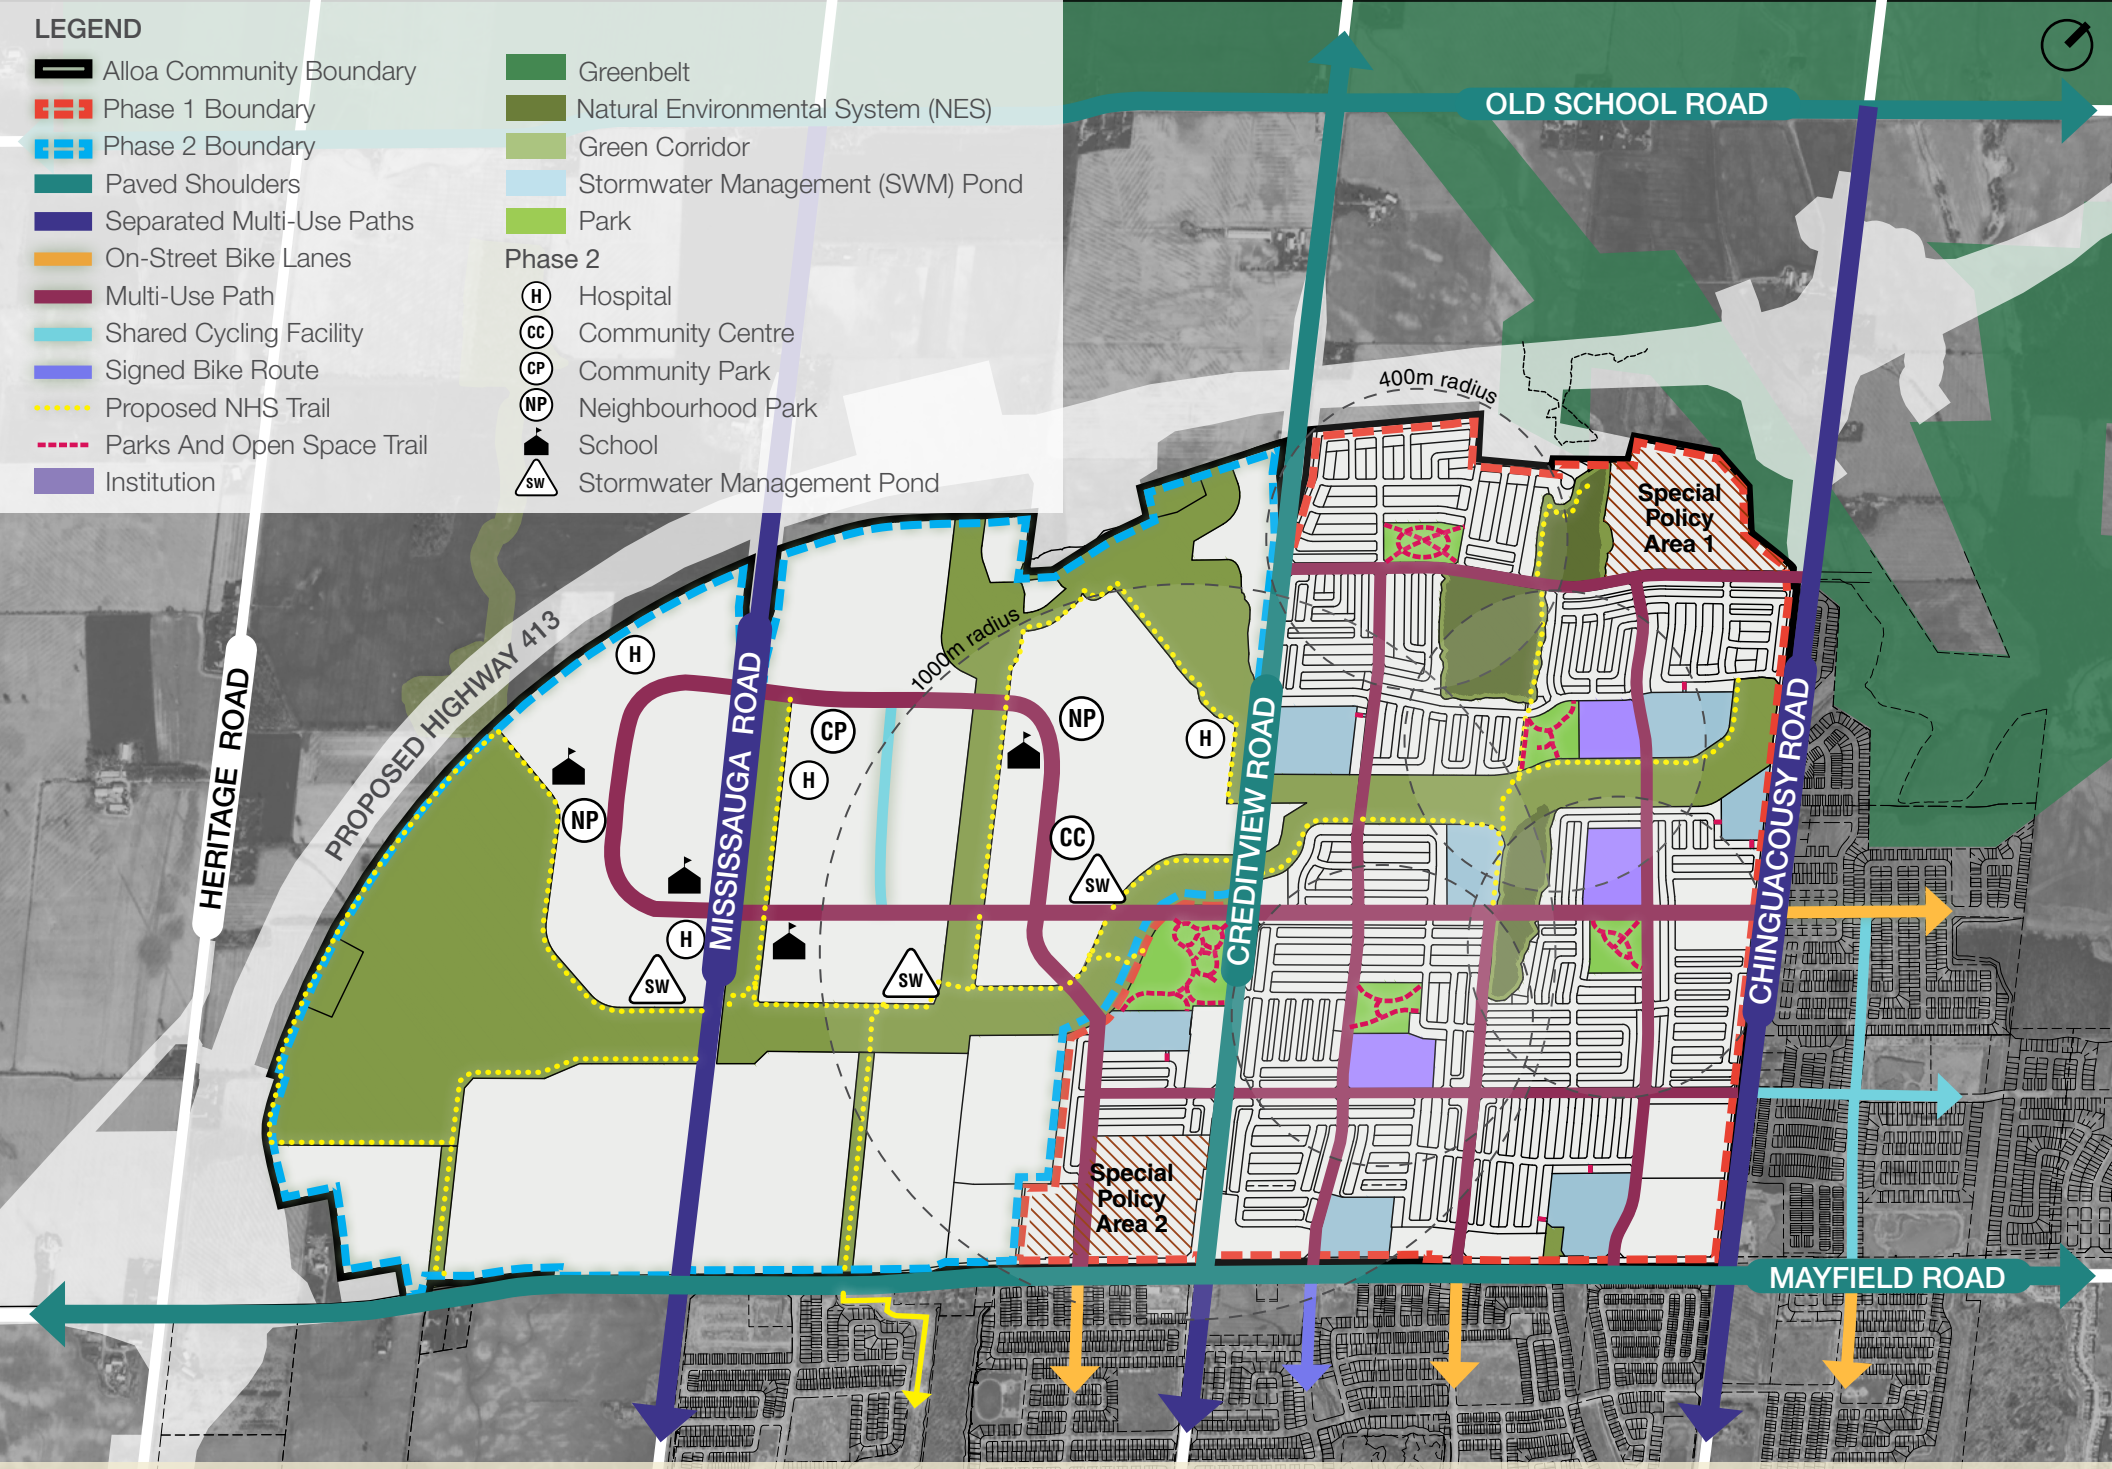 LEGEND
Alloa Community Boundary
Phase 1 Boundary
Phase 2 Boundary
Paved Shoulders
Separated Multi-Use Paths
On-Street Bike Lanes
Multi-Use Path
Shared Cycling Facility
Signed Bike Route
Proposed NHS Trail
Parks And Open Space Trail
Institution
Greenbelt
Natural Environmental System (NES)
Green Corridor
Stormwater Management (SWM) Pond
Park
Phase 2
H Hospital
CC Community Centre
CP Community Park
NP Neighbourhood Park
School
SW Stormwater Management Pond
OLD SCHOOL ROAD
400m radius
Special
Policy
Area 1
PROPOSED HIGHWAY 413
1000m radius
HERITAGE ROAD
MISSISSAUGA ROAD
CREDITVIEW ROAD
CHINGUACOUSY ROAD
H
NP
CP
H
NP
H
CC
SW
H
SW
SW
Special
Policy
Area 2
MAYFIELD ROAD